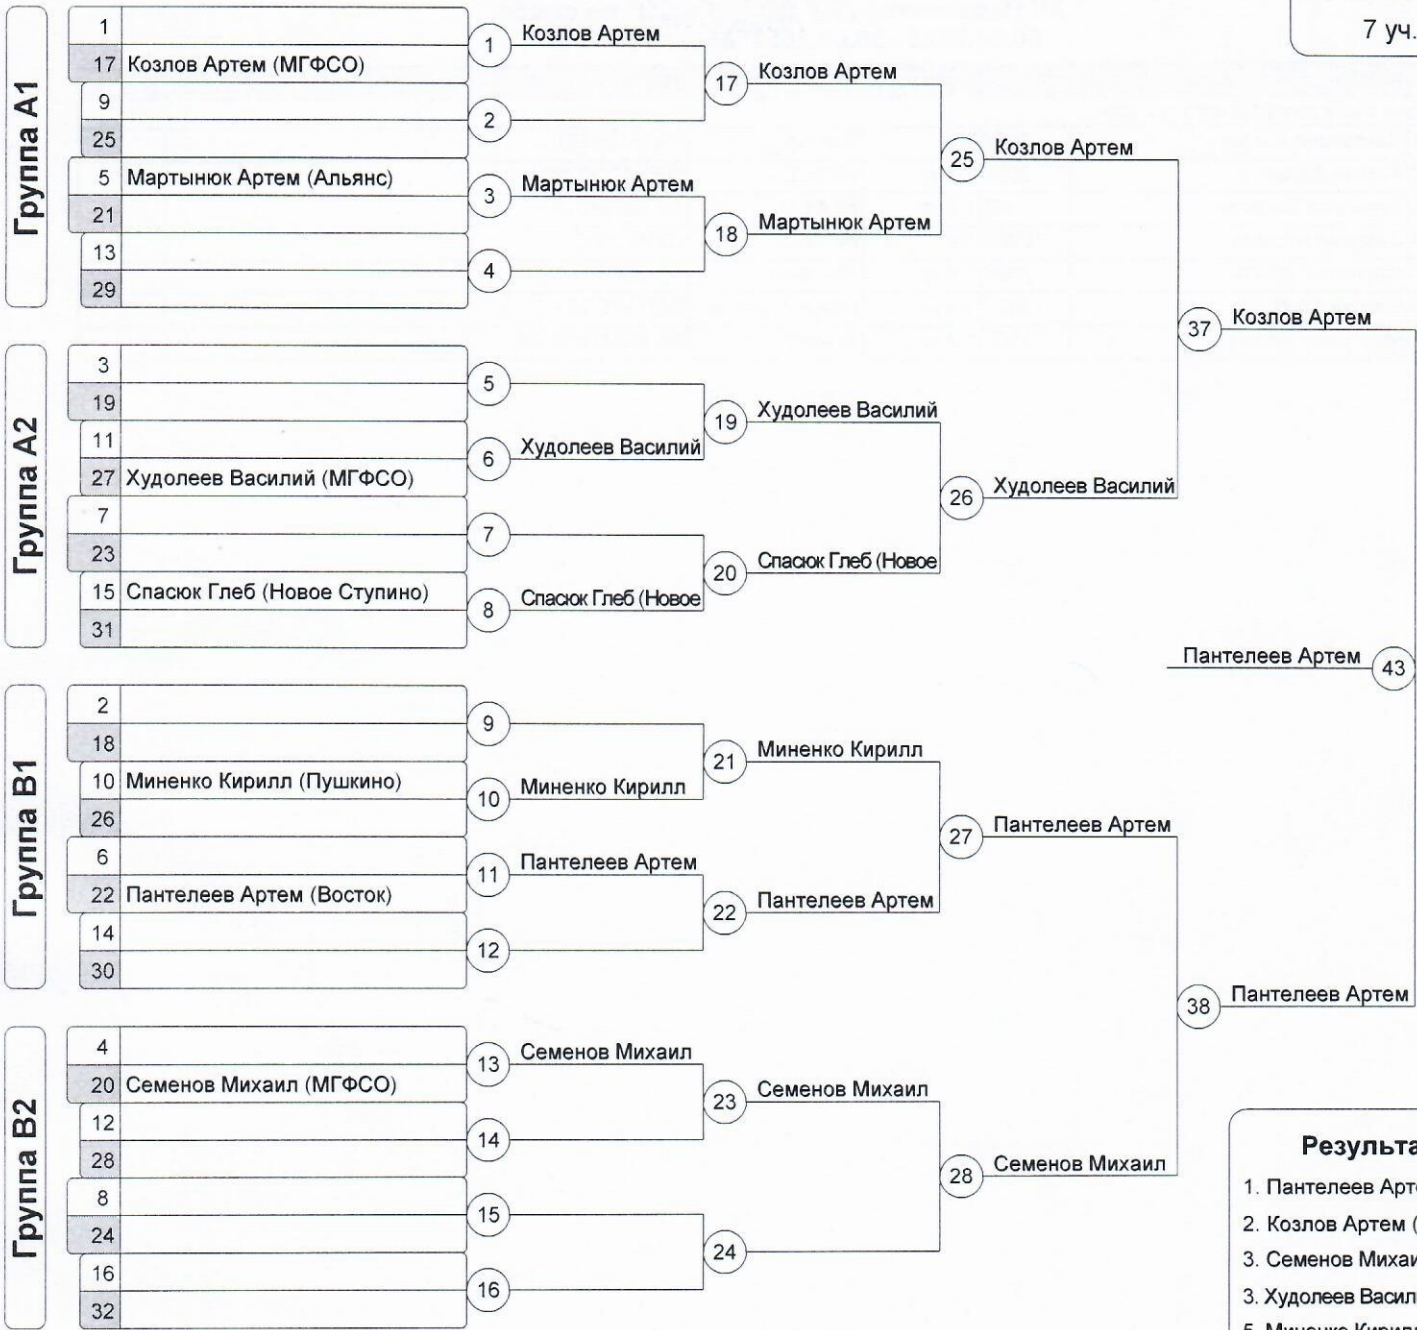 7 уч.
Группа A1
1
17 Козлов Артем (МГФСО)
9
25
5 Мартынюк Артем (Альянс)
21
13
29
1 Козлов Артем
2
3 Мартынюк Артем
4
17 Козлов Артем
18 Мартынюк Артем
25 Козлов Артем
Группа A2
3
19
11
27 Худолеев Василий (МГФСО)
7
23
15 Спасюк Глеб (Новое Ступино)
31
5
6 Худолеев Василий
7
8 Спасюк Глеб (Новое
19 Худолеев Василий
20 Спасюк Глеб (Новое
26 Худолеев Василий
37 Козлов Артем
Пантелеев Артем 43
Группа B1
2
18
10 Миненко Кирилл (Пушкино)
26
6
22 Пантелеев Артем (Восток)
14
30
9
10 Миненко Кирилл
11 Пантелеев Артем
12
21 Миненко Кирилл
22 Пантелеев Артем
27 Пантелеев Артем
Группа B2
4
20 Семенов Михаил (МГФСО)
12
28
8
24
16
32
13 Семенов Михаил
14
15
16
23 Семенов Михаил
24
28 Семенов Михаил
38 Пантелеев Артем
Результа
1. Пантелеев Арт
2. Козлов Артем (
3. Семенов Михаи
3. Худолеев Васил
5. Миненко Кирилл